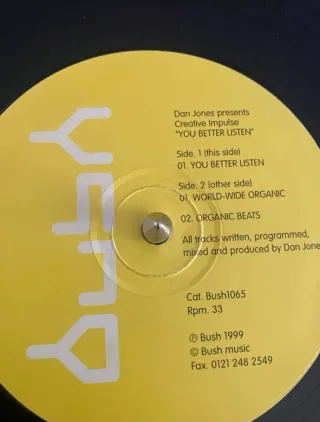 Dan Jones presents
Creative Impulse
"YOU BETTER LISTEN"
Side. 1 (this side)
01. YOU BETTER LISTEN
Side. 2 (other side)
01. WORLD-WIDE ORGANIC
02. ORGANIC BEATS
All tracks written, programmed,
mixed and produced by Dan Jone
Cat. Bush1065
Rpm. 33
℗ Bush 1999
© Bush music
Fax. 0121 248 2549